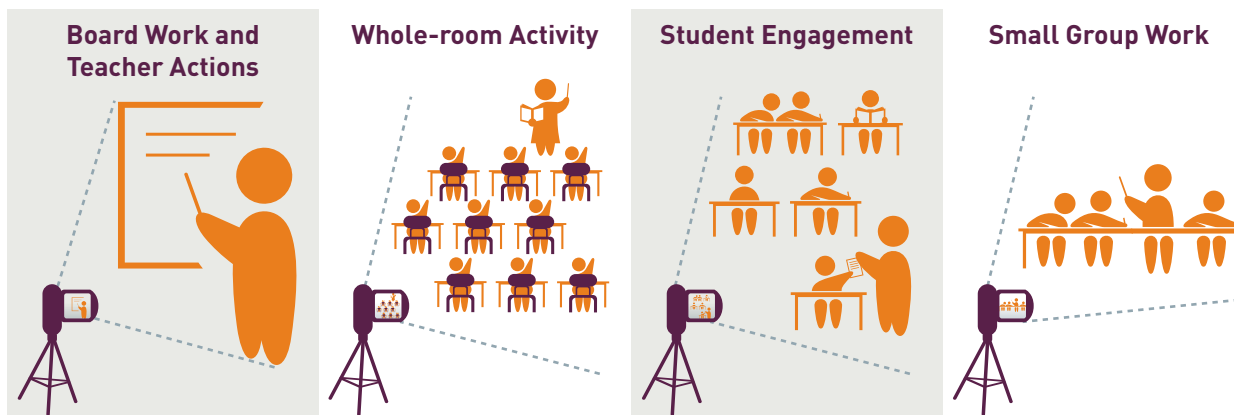 Board Work and
Teacher Actions
Whole-room Activity
Student Engagement
Small Group Work